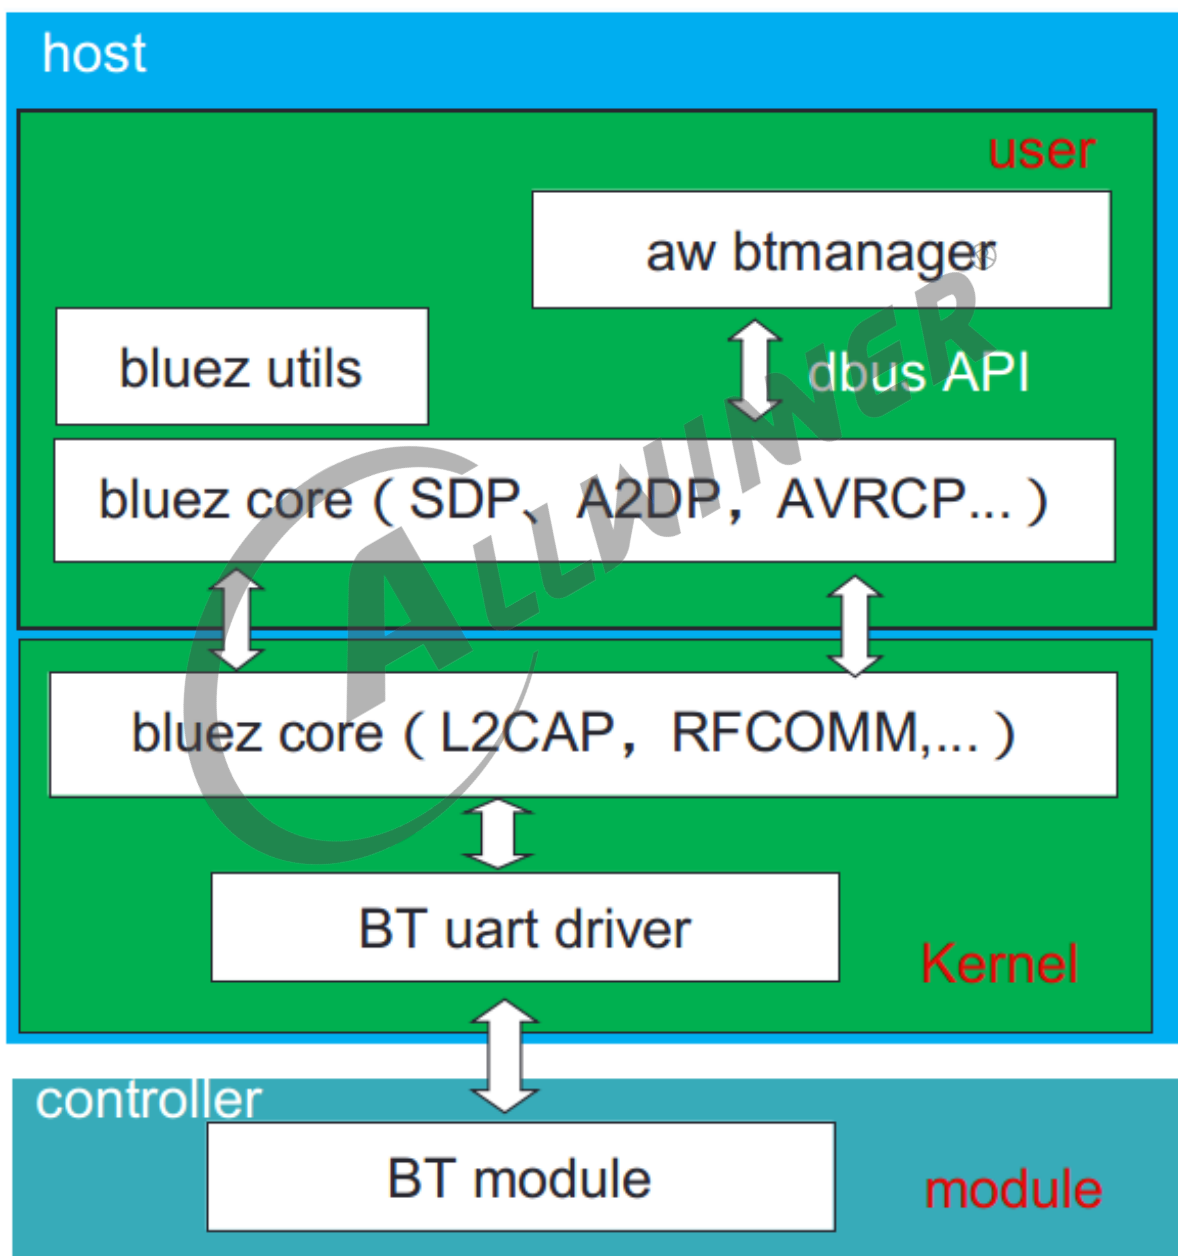 host
user
aw btmanager
bluez utils
dbus API
bluez core（SDP、A2DP，AVRCP...）
ALLWINNER®
bluez core（L2CAP，RFCOMM,...）
BT uart driver
Kernel
controller
BT module
module